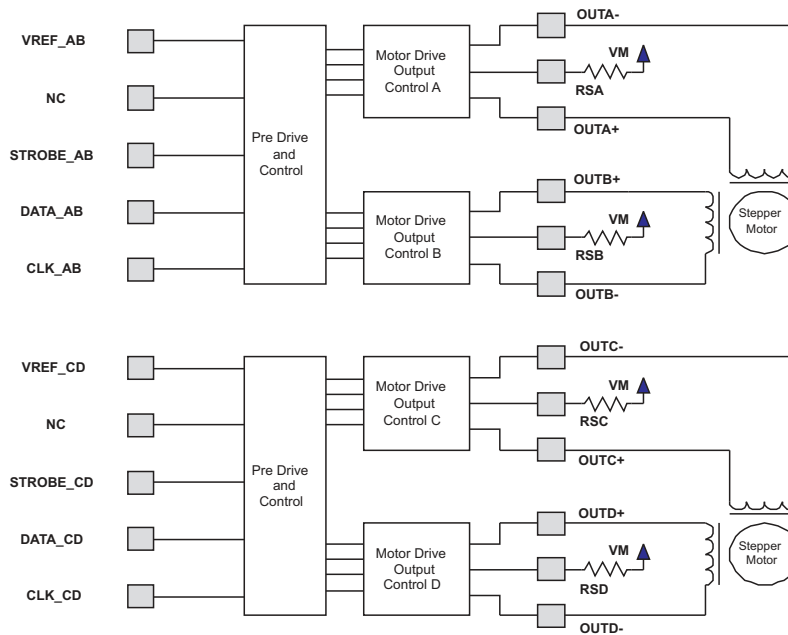 VREF_AB
NC
STROBE_AB
DATA_AB
CLK_AB
Pre Drive
and
Control
Motor Drive
Output
Control A
Motor Drive
Output
Control B
OUTA-
VM
RSA
OUTA+
OUTB+
VM
RSB
OUTB-
Stepper
Motor
VREF_CD
NC
STROBE_CD
DATA_CD
CLK_CD
Pre Drive
and
Control
Motor Drive
Output
Control C
Motor Drive
Output
Control D
OUTC-
VM
RSC
OUTC+
OUTD+
VM
RSD
OUTD-
Stepper
Motor